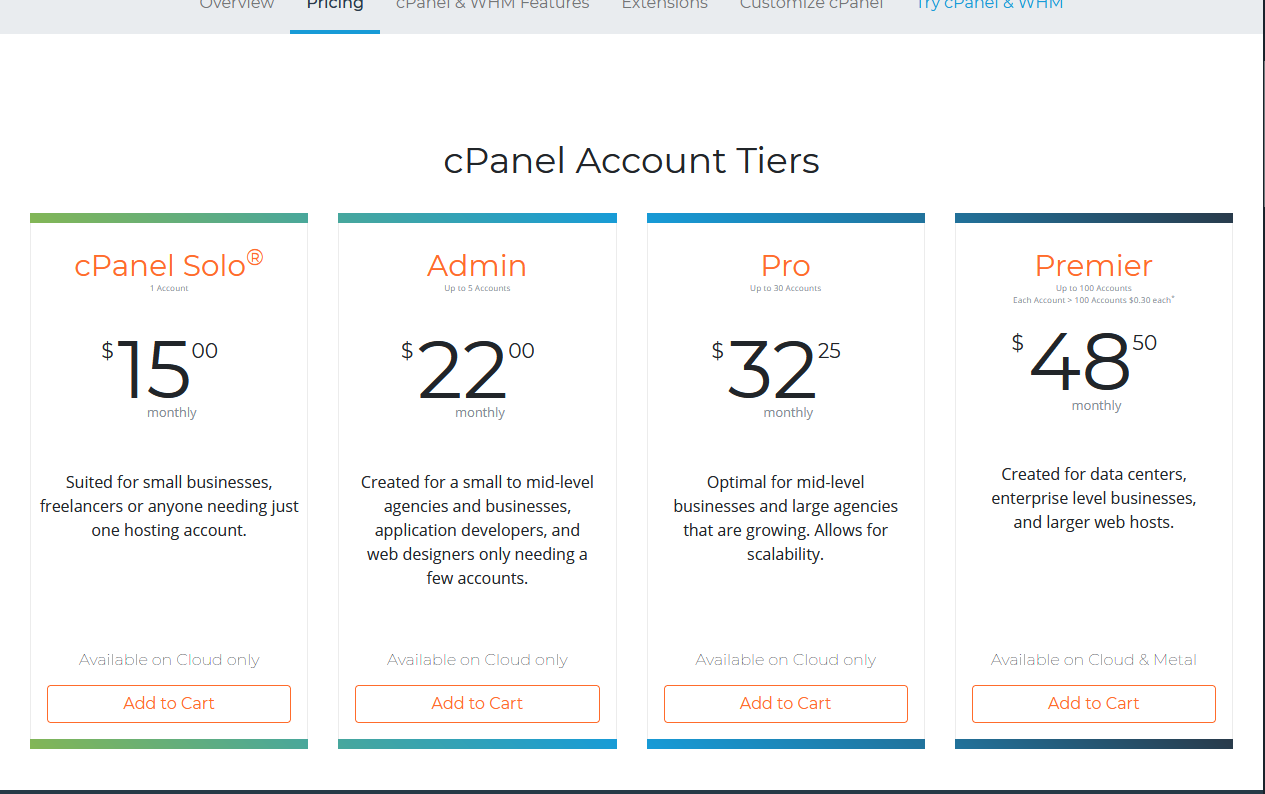 Overview Pricing cPanel & WHM Features Extensions Customize cPanel Try cPanel & WHM
cPanel Account Tiers
cPanel Solo®
1 Account
$15 00
monthly
Suited for small businesses,
freelancers or anyone needing just
one hosting account.
Available on Cloud only
Add to Cart
Admin
Up to 5 Accounts
$22 00
monthly
Created for a small to mid-level
agencies and businesses,
application developers, and
web designers only needing a
few accounts.
Available on Cloud only
Add to Cart
Pro
Up to 30 Accounts
$32 25
monthly
Optimal for mid-level
businesses and large agencies
that are growing. Allows for
scalability.
Available on Cloud only
Add to Cart
Premier
Up to 100 Accounts
Each Account > 100 Accounts $0.30 each*
$48 50
monthly
Created for data centers,
enterprise level businesses,
and larger web hosts.
Available on Cloud & Metal
Add to Cart